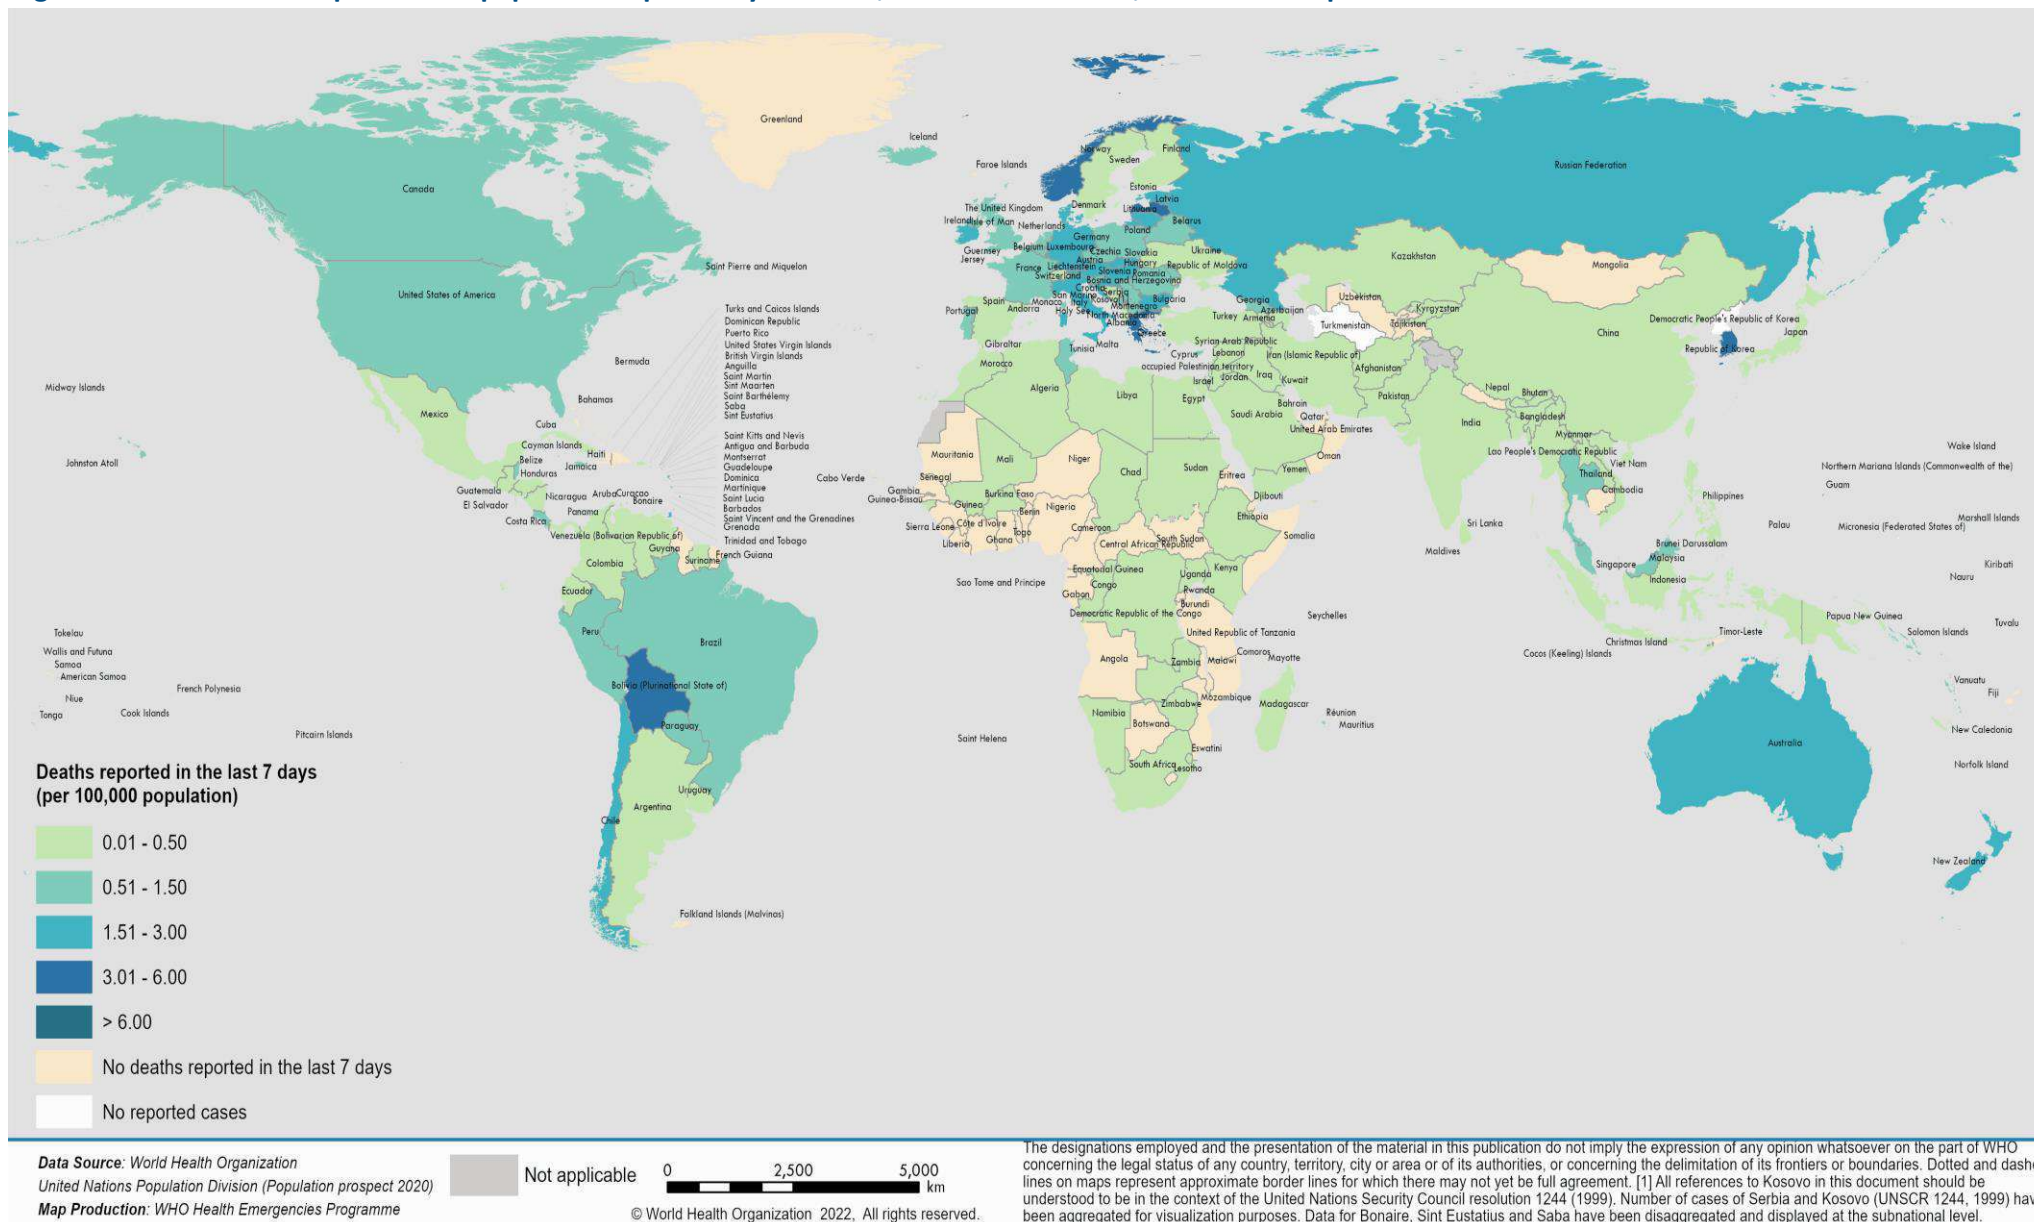 Greenland
Iceland
Faroe Islands
Norway
Sweden
Finland
Russian Federation
Canada
Estonia
Latvia
Lithuania
Denmark
The United Kingdom
Ireland
Isle of Man
Netherlands
Belarus
Poland
Germany
Belgium
Luxembourg
Czechia
Slovakia
Ukraine
Guernsey
Jersey
France
Liechtenstein
Austria
Hungary
Republic of Moldova
Switzerland
Slovenia
Romania
Bosnia and Herzegovina
Croatia
Serbia
San Marino
Italy
Kosovo[1]
Monaco
Andorra
Spain
Portugal
Holy See
Montenegro
Bulgaria
North Macedonia
Albania
Greece
Georgia
Azerbaijan
Turkey
Armenia
Kazakhstan
Mongolia
Uzbekistan
Kyrgyzstan
Turkmenistan
Tajikistan
China
Democratic People's Republic of Korea
Japan
Republic of Korea
Saint Pierre and Miquelon
United States of America
Turks and Caicos Islands
Dominican Republic
Puerto Rico
United States Virgin Islands
British Virgin Islands
Anguilla
Saint Martin
Sint Maarten
Saint Barthélemy
Saba
Sint Eustatius
Saint Kitts and Nevis
Antigua and Barbuda
Montserrat
Guadeloupe
Dominica
Martinique
Saint Lucia
Barbados
Saint Vincent and the Grenadines
Grenada
Trinidad and Tobago
French Guiana
Bermuda
Bahamas
Midway Islands
Johnston Atoll
Mexico
Cuba
Cayman Islands
Haiti
Belize
Jamaica
Honduras
Guatemala
El Salvador
Nicaragua
Aruba
Curaçao
Bonaire
Costa Rica
Panama
Venezuela (Bolivarian Republic of)
Guyana
Suriname
Colombia
Ecuador
Peru
Brazil
Bolivia (Plurinational State of)
Paraguay
Uruguay
Argentina
Chile
Falkland Islands (Malvinas)
Gibraltar
Tunisia
Malta
Morocco
Algeria
Libya
Egypt
Cyprus
Syrian Arab Republic
Lebanon
occupied Palestinian territory
Israel
Jordan
Iraq
Iran (Islamic Republic of)
Kuwait
Afghanistan
Pakistan
Bahrain
Qatar
Saudi Arabia
United Arab Emirates
Oman
Yemen
Nepal
Bhutan
Bangladesh
India
Myanmar
Lao People's Democratic Republic
Viet Nam
Thailand
Cambodia
Philippines
Sri Lanka
Maldives
Brunei Darussalam
Malaysia
Singapore
Indonesia
Palau
Wake Island
Northern Mariana Islands (Commonwealth of the)
Guam
Marshall Islands
Micronesia (Federated States of)
Kiribati
Nauru
Papua New Guinea
Solomon Islands
Tuvalu
Timor-Leste
Christmas Island
Cocos (Keeling) Islands
Vanuatu
Fiji
New Caledonia
Norfolk Island
Australia
New Zealand
Cabo Verde
Mauritania
Senegal
Gambia
Guinea-Bissau
Guinea
Sierra Leone
Liberia
Côte d'Ivoire
Mali
Burkina Faso
Ghana
Togo
Benin
Niger
Nigeria
Chad
Sudan
Eritrea
Djibouti
Ethiopia
Somalia
Cameroon
Central African Republic
South Sudan
Equatorial Guinea
Sao Tome and Principe
Gabon
Congo
Uganda
Kenya
Rwanda
Burundi
Democratic Republic of the Congo
United Republic of Tanzania
Seychelles
Comoros
Mayotte
Angola
Zambia
Malawi
Mozambique
Zimbabwe
Madagascar
Réunion
Mauritius
Namibia
Botswana
Eswatini
South Africa
Lesotho
Saint Helena
Tokelau
Wallis and Futuna
Samoa
American Samoa
Niue
Tonga
Cook Islands
French Polynesia
Pitcairn Islands
Deaths reported in the last 7 days
(per 100,000 population)
0.01 - 0.50
0.51 - 1.50
1.51 - 3.00
3.01 - 6.00
> 6.00
No deaths reported in the last 7 days
No reported cases
Data Source: World Health Organization
United Nations Population Division (Population prospect 2020)
Map Production: WHO Health Emergencies Programme
Not applicable
0 2,500 5,000
km
© World Health Organization 2022, All rights reserved.
The designations employed and the presentation of the material in this publication do not imply the expression of any opinion whatsoever on the part of WHO
concerning the legal status of any country, territory, city or area or of its authorities, or concerning the delimitation of its frontiers or boundaries. Dotted and dashe
lines on maps represent approximate border lines for which there may not yet be full agreement. [1] All references to Kosovo in this document should be
understood to be in the context of the United Nations Security Council resolution 1244 (1999). Number of cases of Serbia and Kosovo (UNSCR 1244, 1999) hav
been aggregated for visualization purposes. Data for Bonaire, Sint Eustatius and Saba have been disaggregated and displayed at the subnational level.